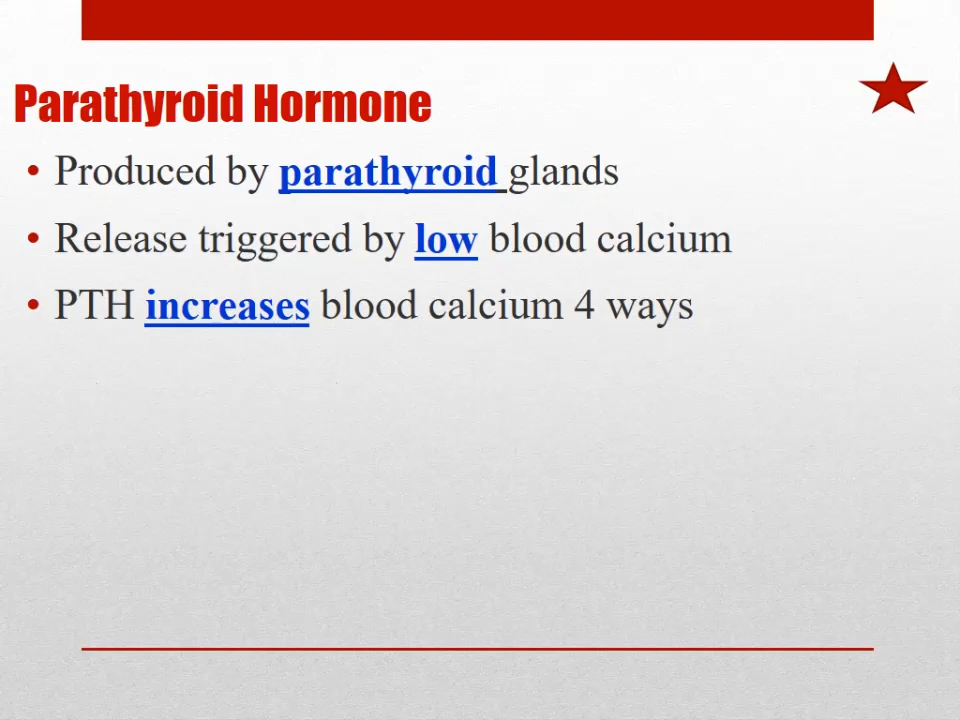 Parathyroid Hormone
• Produced by parathyroid glands
• Release triggered by low blood calcium
• PTH increases blood calcium 4 ways